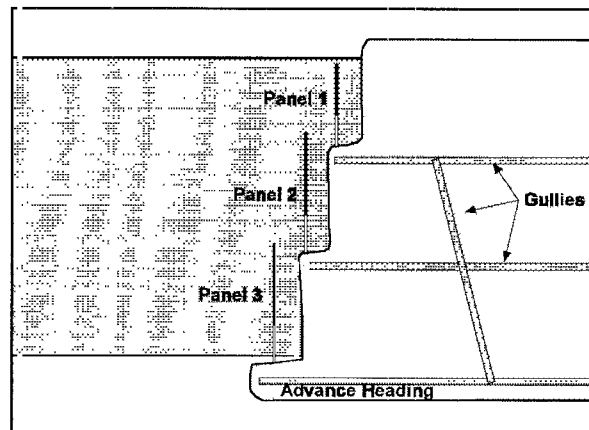 Panel 1
Panel 2
Gullies
Panel 3
Advance Heading